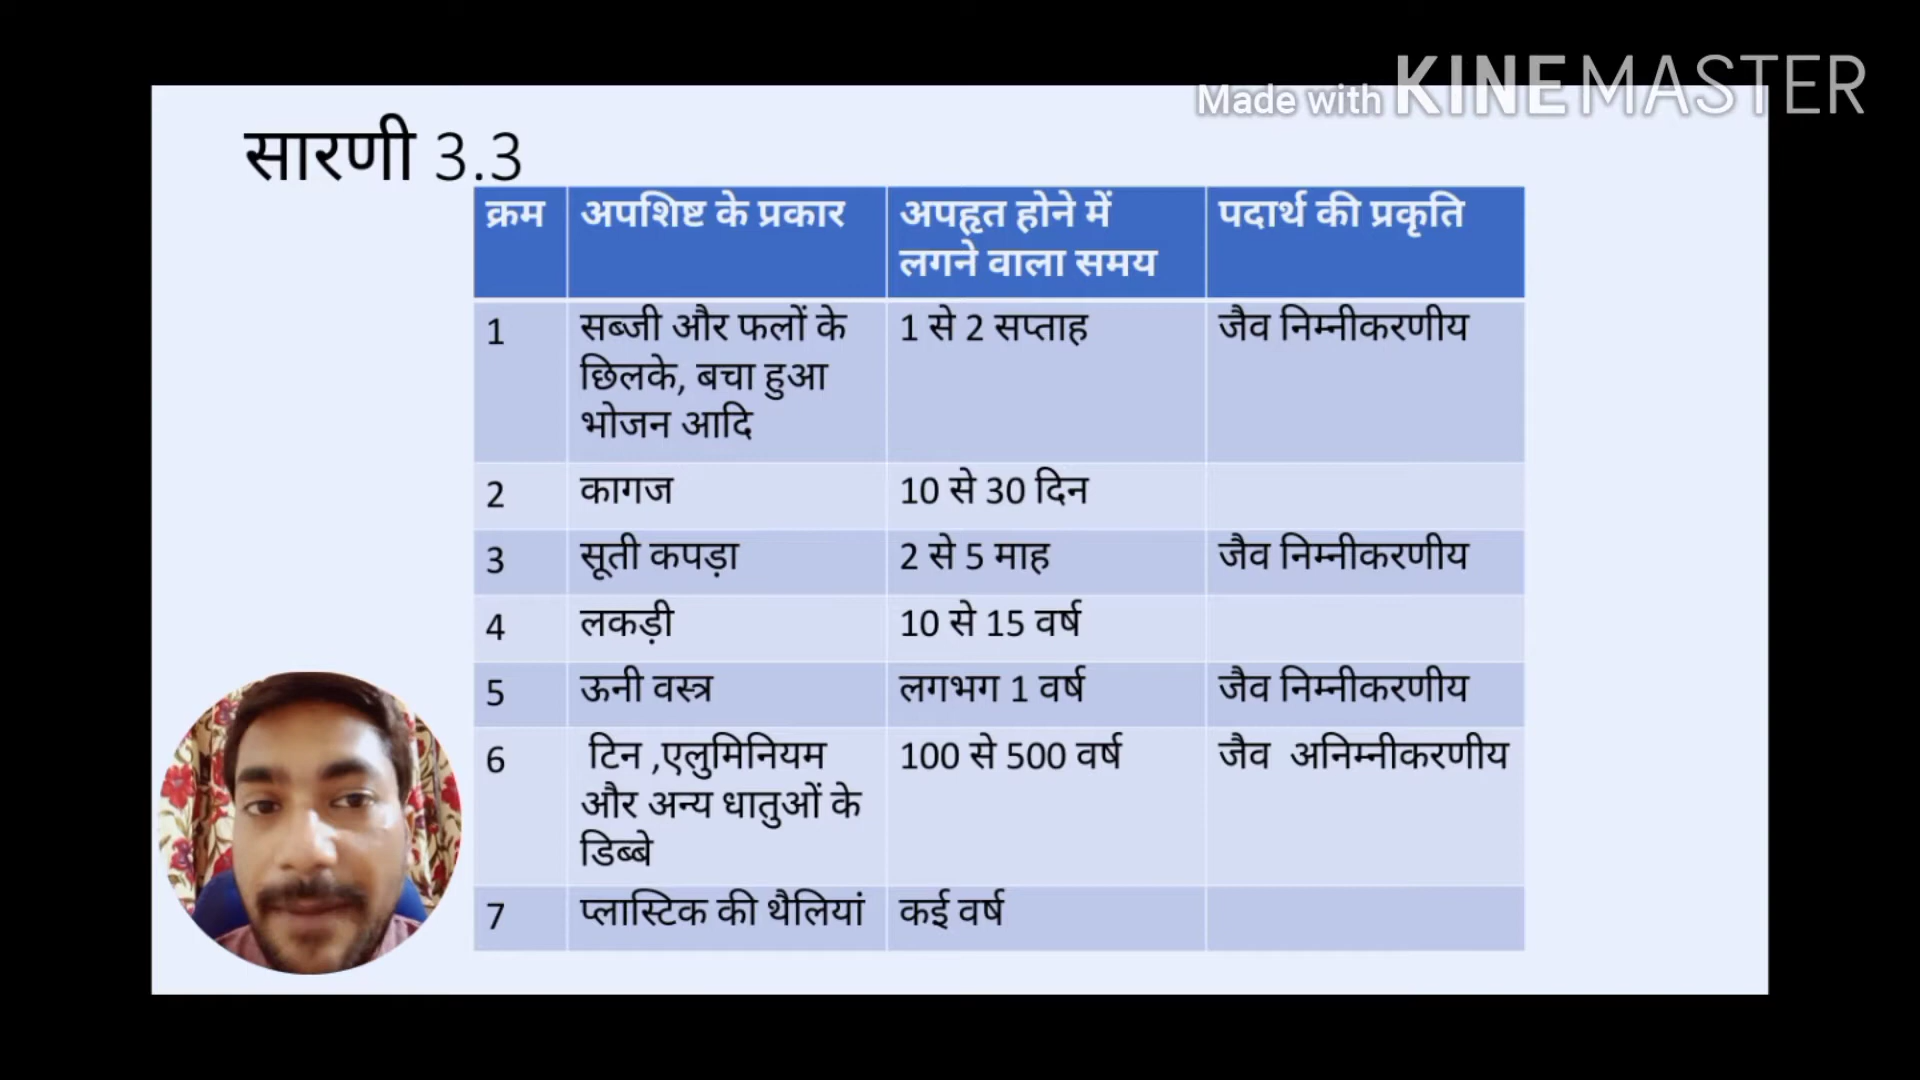 Made with KINEMASTER
सारणी 3.3
क्रम अपशिष्ट के प्रकार अपहृत होने में लगने वाला समय पदार्थ की प्रकृति
1 सब्जी और फलों के छिलके, बचा हुआ भोजन आदि 1 से 2 सप्ताह जैव निम्नीकरणीय
2 कागज 10 से 30 दिन
3 सूती कपड़ा 2 से 5 माह जैव निम्नीकरणीय
4 लकड़ी 10 से 15 वर्ष
5 ऊनी वस्त्र लगभग 1 वर्ष जैव निम्नीकरणीय
6 टिन ,एलुमिनियम और अन्य धातुओं के डिब्बे 100 से 500 वर्ष जैव अनिम्नीकरणीय
7 प्लास्टिक की थैलियां कई वर्ष